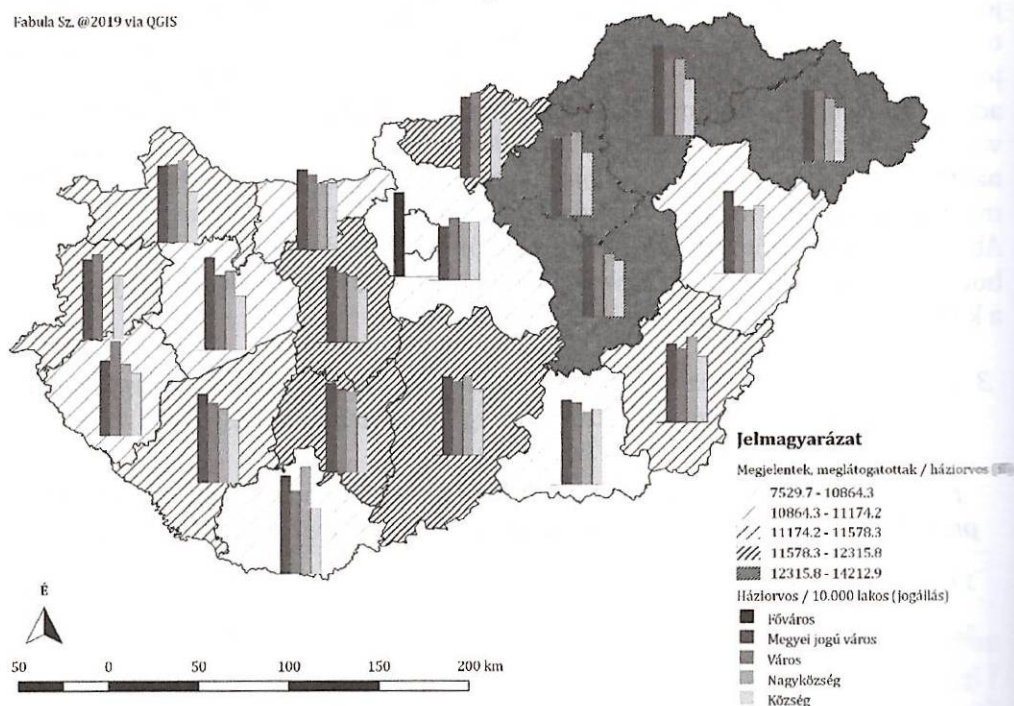 Fabula Sz. @2019 via QGIS
Jelmagyarázat
Megjelentek, meglátogatottak / háziorvos
7529.7 - 10864.3
10864.3 - 11174.2
11174.2 - 11578.3
11578.3 - 12315.8
12315.8 - 14212.9
Háziorvos / 10.000 lakos (jogállás)
Főváros
Megyei jogú város
Város
Nagyközség
Község
É
50 0 50 100 150 200 km